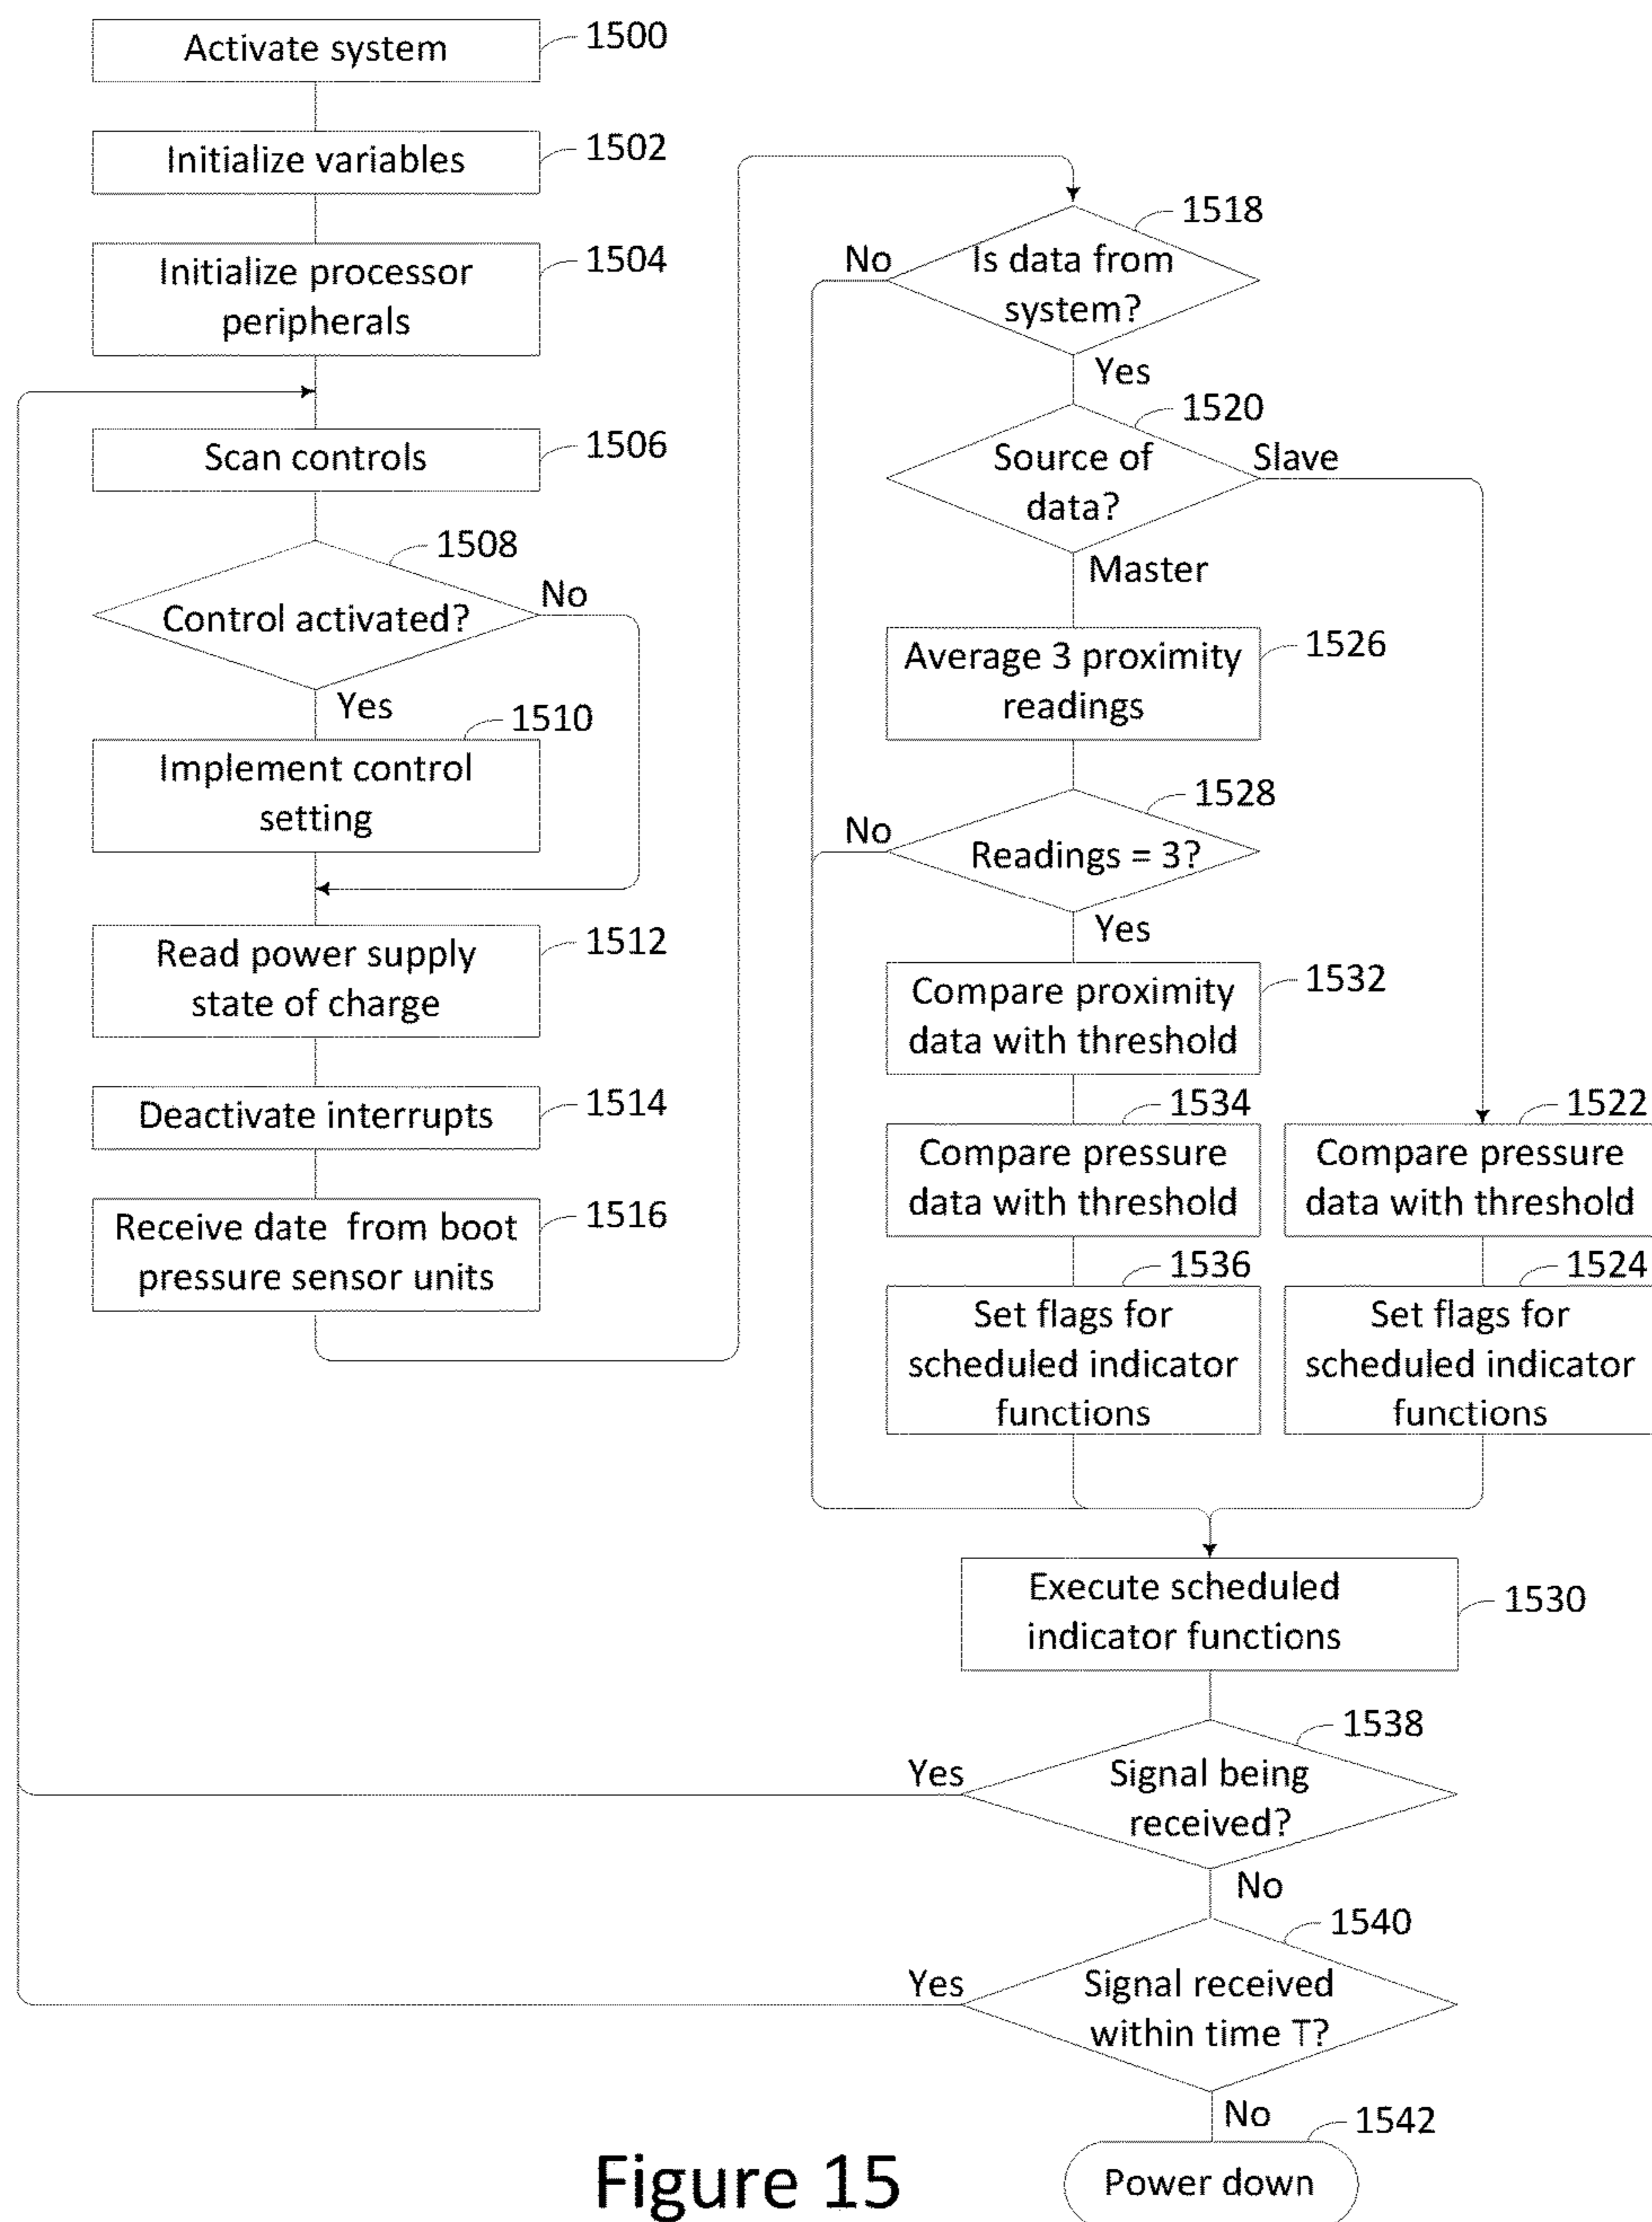 Activate system
1500
Initialize variables
1502
Initialize processor
peripherals
1504
Scan controls
1506
1508
Control activated?
No
Yes
1510
Implement control
setting
Read power supply
state of charge
1512
Deactivate interrupts
1514
Receive date from boot
pressure sensor units
1516
1518
Is data from
system?
No
Yes
1520
Source of
data?
Slave
Master
Average 3 proximity
readings
1526
1528
Readings = 3?
No
Yes
Compare proximity
data with threshold
1532
1534
Compare pressure
data with threshold
1536
Set flags for
scheduled indicator
functions
1522
Compare pressure
data with threshold
1524
Set flags for
scheduled indicator
functions
Execute scheduled
indicator functions
1530
1538
Signal being
received?
Yes
No
1540
Signal received
within time T?
Yes
No
1542
Power down
Figure 15